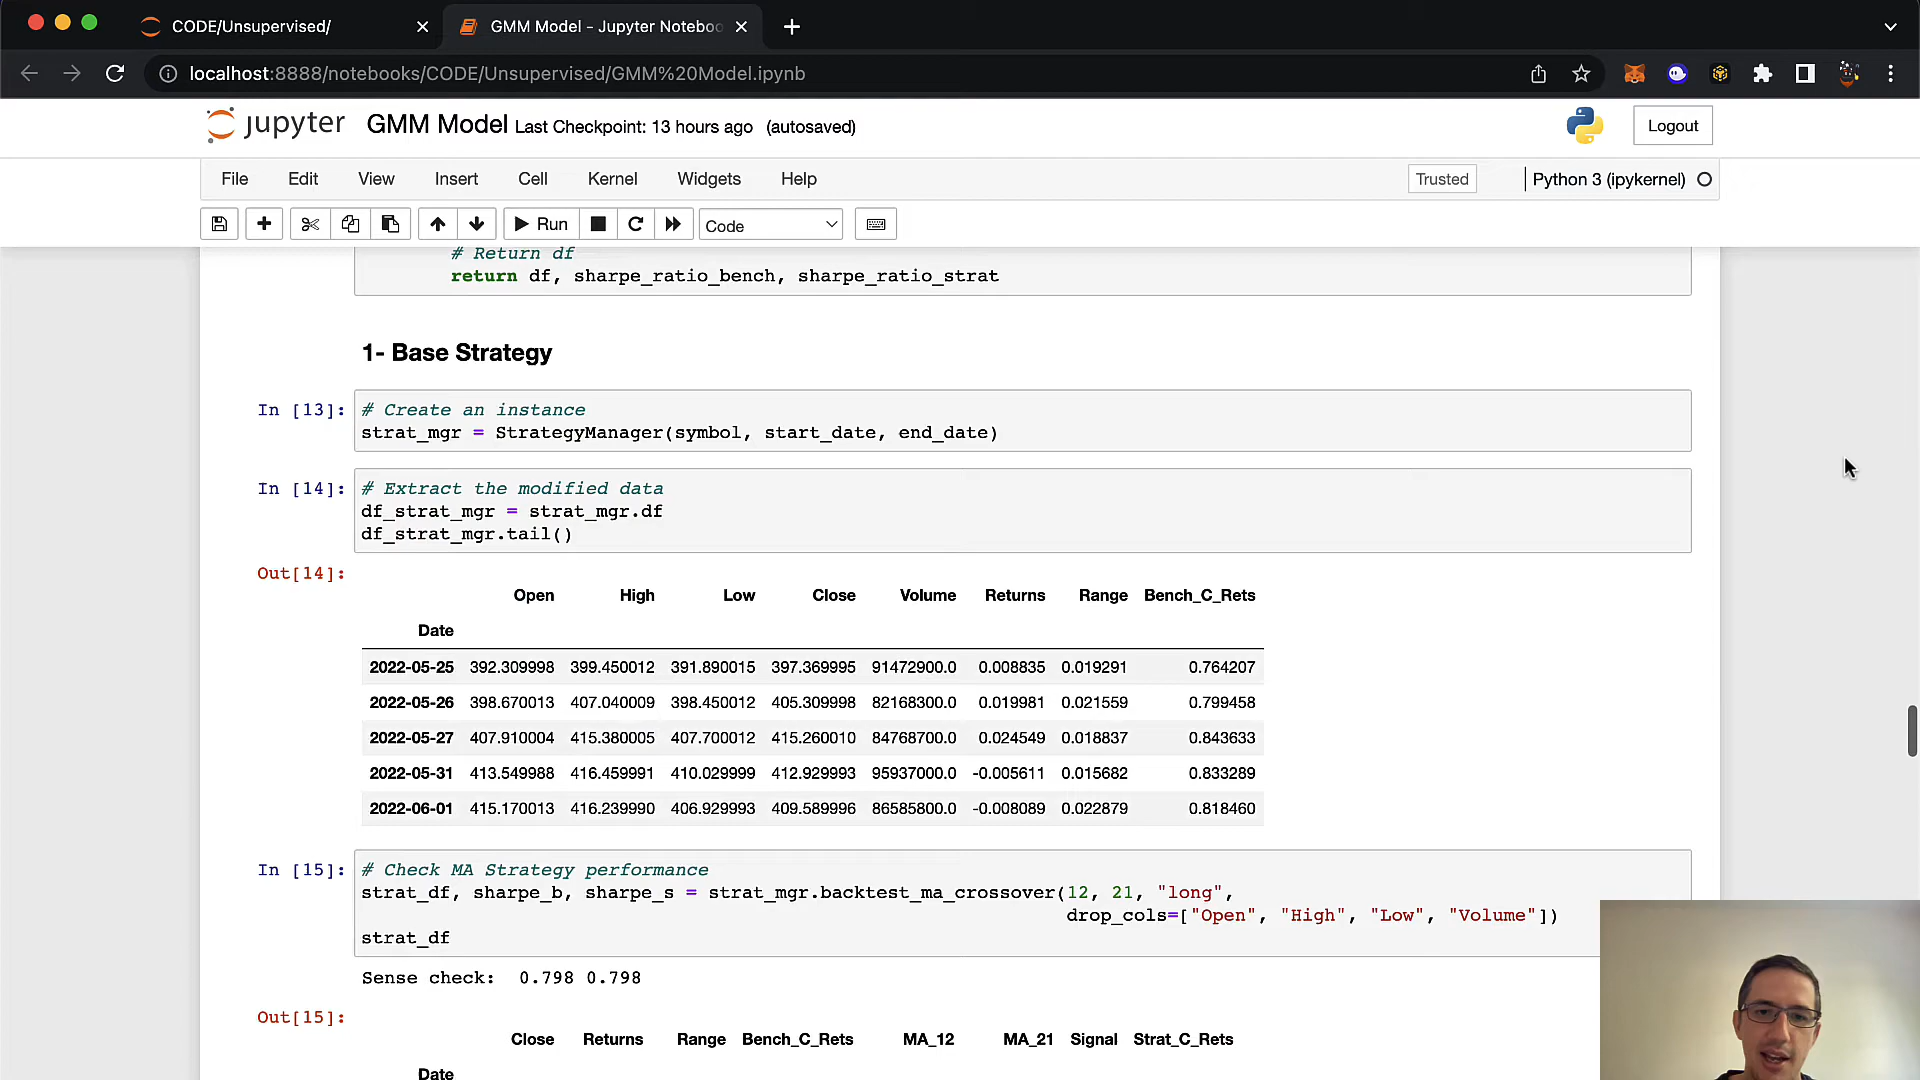 CODE/Unsupervised/
GMM Model - Jupyter Noteboo
localhost:8888/notebooks/CODE/Unsupervised/GMM%20Model.ipynb
jupyter GMM Model Last Checkpoint: 13 hours ago (autosaved)
Logout
File Edit View Insert Cell Kernel Widgets Help
Trusted
Python 3 (ipykernel)
Run
Code
# Return df
return df, sharpe_ratio_bench, sharpe_ratio_strat
1- Base Strategy
In [13]: # Create an instance
strat_mgr = StrategyManager(symbol, start_date, end_date)
In [14]: # Extract the modified data
df_strat_mgr = strat_mgr.df
df_strat_mgr.tail()
Out[14]:
Open High Low Close Volume Returns Range Bench_C_Rets
Date
2022-05-25 392.309998 399.450012 391.890015 397.369995 91472900.0 0.008835 0.019291 0.764207
2022-05-26 398.670013 407.040009 398.450012 405.309998 82168300.0 0.019981 0.021559 0.799458
2022-05-27 407.910004 415.380005 407.700012 415.260010 84768700.0 0.024549 0.018837 0.843633
2022-05-31 413.549988 416.459991 410.029999 412.929993 95937000.0 -0.005611 0.015682 0.833289
2022-06-01 415.170013 416.239990 406.929993 409.589996 86585800.0 -0.008089 0.022879 0.818460
In [15]: # Check MA Strategy performance
strat_df, sharpe_b, sharpe_s = strat_mgr.backtest_ma_crossover(12, 21, "long",
drop_cols=["Open", "High", "Low", "Volume"])
strat_df
Sense check: 0.798 0.798
Out[15]:
Close Returns Range Bench_C_Rets MA_12 MA_21 Signal Strat_C_Rets
Date